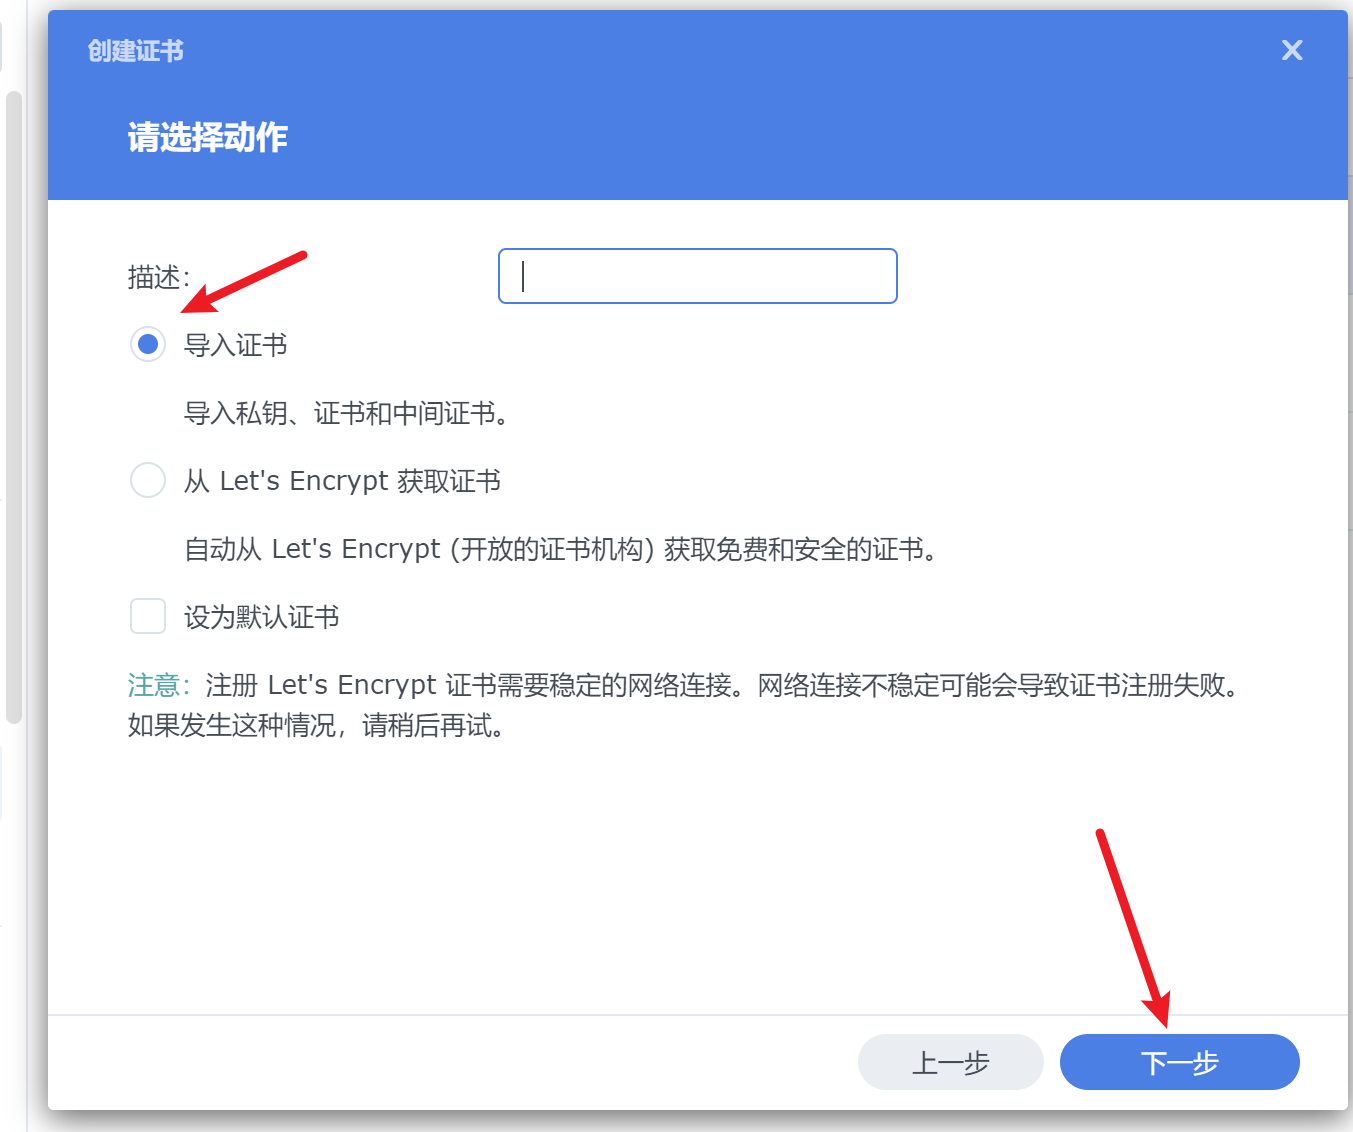 创建证书
请选择动作
描述:
导入证书
导入私钥、证书和中间证书。
从 Let's Encrypt 获取证书
自动从 Let's Encrypt (开放的证书机构) 获取免费和安全的证书。
设为默认证书
注意：注册 Let's Encrypt 证书需要稳定的网络连接。网络连接不稳定可能会导致证书注册失败。
如果发生这种情况，请稍后再试。
上一步
下一步